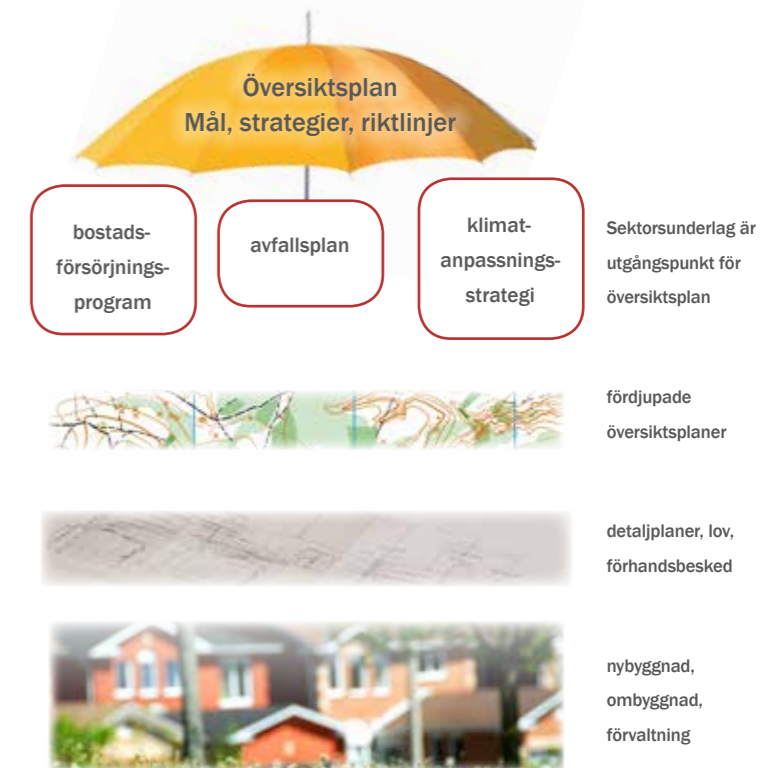 Översiktsplan
Mål, strategier, riktlinjer
bostads-
försörjnings-
program
avfallsplan
klimat-
anpassnings-
strategi
Sektorsunderlag är
utgångspunkt för
översiktsplan
fördjupade
översiktsplaner
detaljplaner, lov,
förhandsbesked
nybyggnad,
ombyggnad,
förvaltning